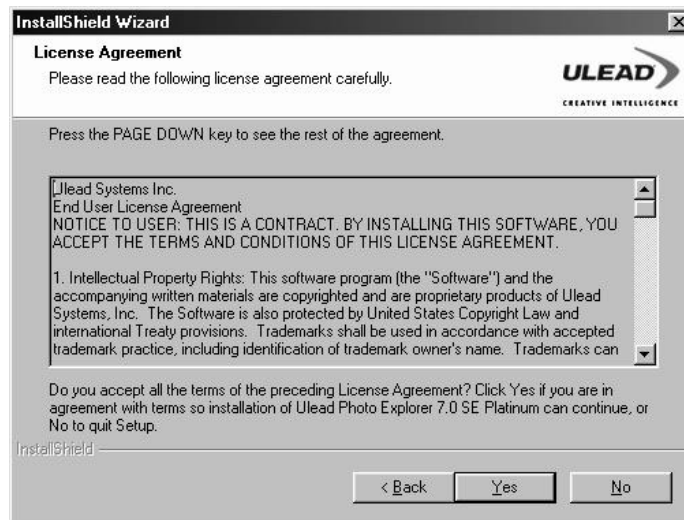 InstallShield Wizard
License Agreement
Please read the following license agreement carefully.
ULEAD
CREATIVE INTELLIGENCE
Press the PAGE DOWN key to see the rest of the agreement.
Ulead Systems Inc.
End User License Agreement
NOTICE TO USER: THIS IS A CONTRACT. BY INSTALLING THIS SOFTWARE, YOU
ACCEPT THE TERMS AND CONDITIONS OF THIS LICENSE AGREEMENT.
1. Intellectual Property Rights: This software program (the "Software") and the
accompanying written materials are copyrighted and are proprietary products of Ulead
Systems, Inc. The Software is also protected by United States Copyright Law and
international Treaty provisions. Trademarks shall be used in accordance with accepted
trademark practice, including identification of trademark owner's name. Trademarks can
Do you accept all the terms of the preceding License Agreement? Click Yes if you are in
agreement with terms so installation of Ulead Photo Explorer 7.0 SE Platinum can continue, or
No to quit Setup.
InstallShield
< Back
Yes
No